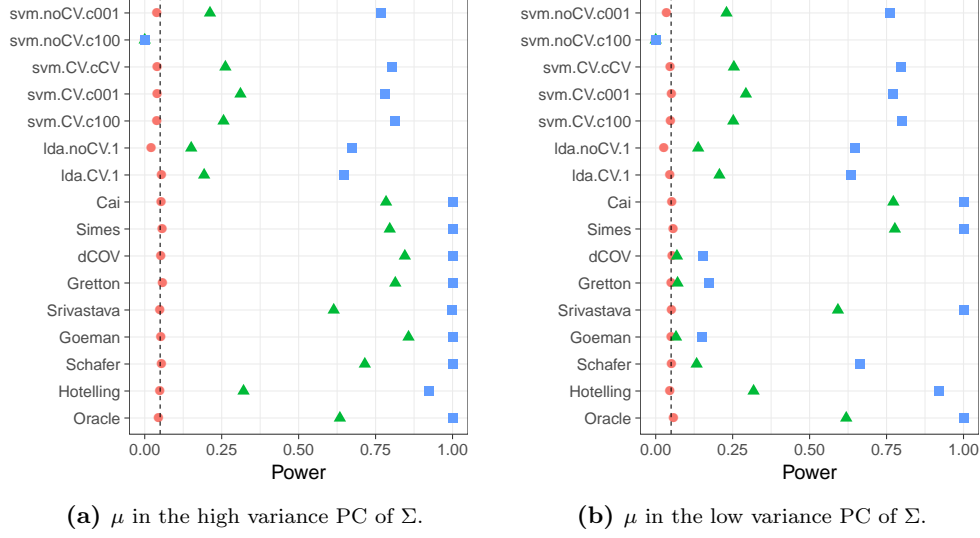 svm.noCV.c001
svm.noCV.c100
svm.CV.cCV
svm.CV.c001
svm.CV.c100
lda.noCV.1
lda.CV.1
Cai
Simes
dCOV
Gretton
Srivastava
Goeman
Schafer
Hotelling
Oracle
0.00 0.25 0.50 0.75 1.00
Power
(a) μ in the high variance PC of Σ.
svm.noCV.c001
svm.noCV.c100
svm.CV.cCV
svm.CV.c001
svm.CV.c100
lda.noCV.1
lda.CV.1
Cai
Simes
dCOV
Gretton
Srivastava
Goeman
Schafer
Hotelling
Oracle
0.00 0.25 0.50 0.75 1.00
Power
(b) μ in the low variance PC of Σ.